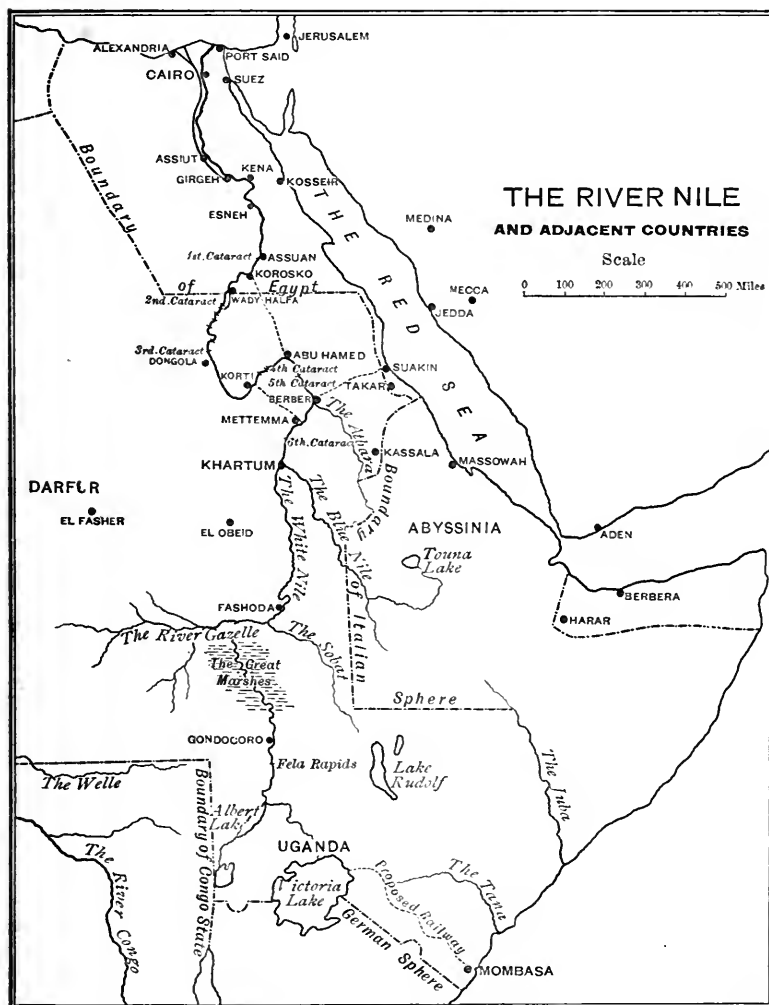 JERUSALEM
ALEXANDRIA
PORT SAID
CAIRO
SUEZ
ASSIUT
KENA
GIRGEH
KOSSEIR
ESNEH
THE RIVER NILE
AND ADJACENT COUNTRIES
Scale
0 100 200 300 400 500 Miles
Boundary
of Egypt
THE RED SEA
MEDINA
MECCA
JEDDA
1st. Cataract
ASSUAN
KOROSKO
2nd. Cataract
WADY HALFA
3rd. Cataract
DONGOLA
ABU HAMED
4th Cataract
5th Cataract
KORTI
SUAKIN
TAKAR
BERBER
METTEMMA
The Atbara
6th. Cataract
KASSALA
MASSOWAH
KHARTUM
DARFUR
EL FASHER
EL OBEID
The White Nile
The Blue Nile
Boundary
of Italian
Sphere
ABYSSINIA
Touna
Lake
ADEN
BERBERA
HARAR
FASHODA
The River Gazelle
The Sobat
The Great
Marshes
GONDOCORO
Fela Rapids
Lake
Rudolf
The Juba
The Welle
Albert
Lake
Boundary of Congo State
The River Congo
UGANDA
Victoria
Lake
Proposed Railway
The Tana
German Sphere
MOMBASA